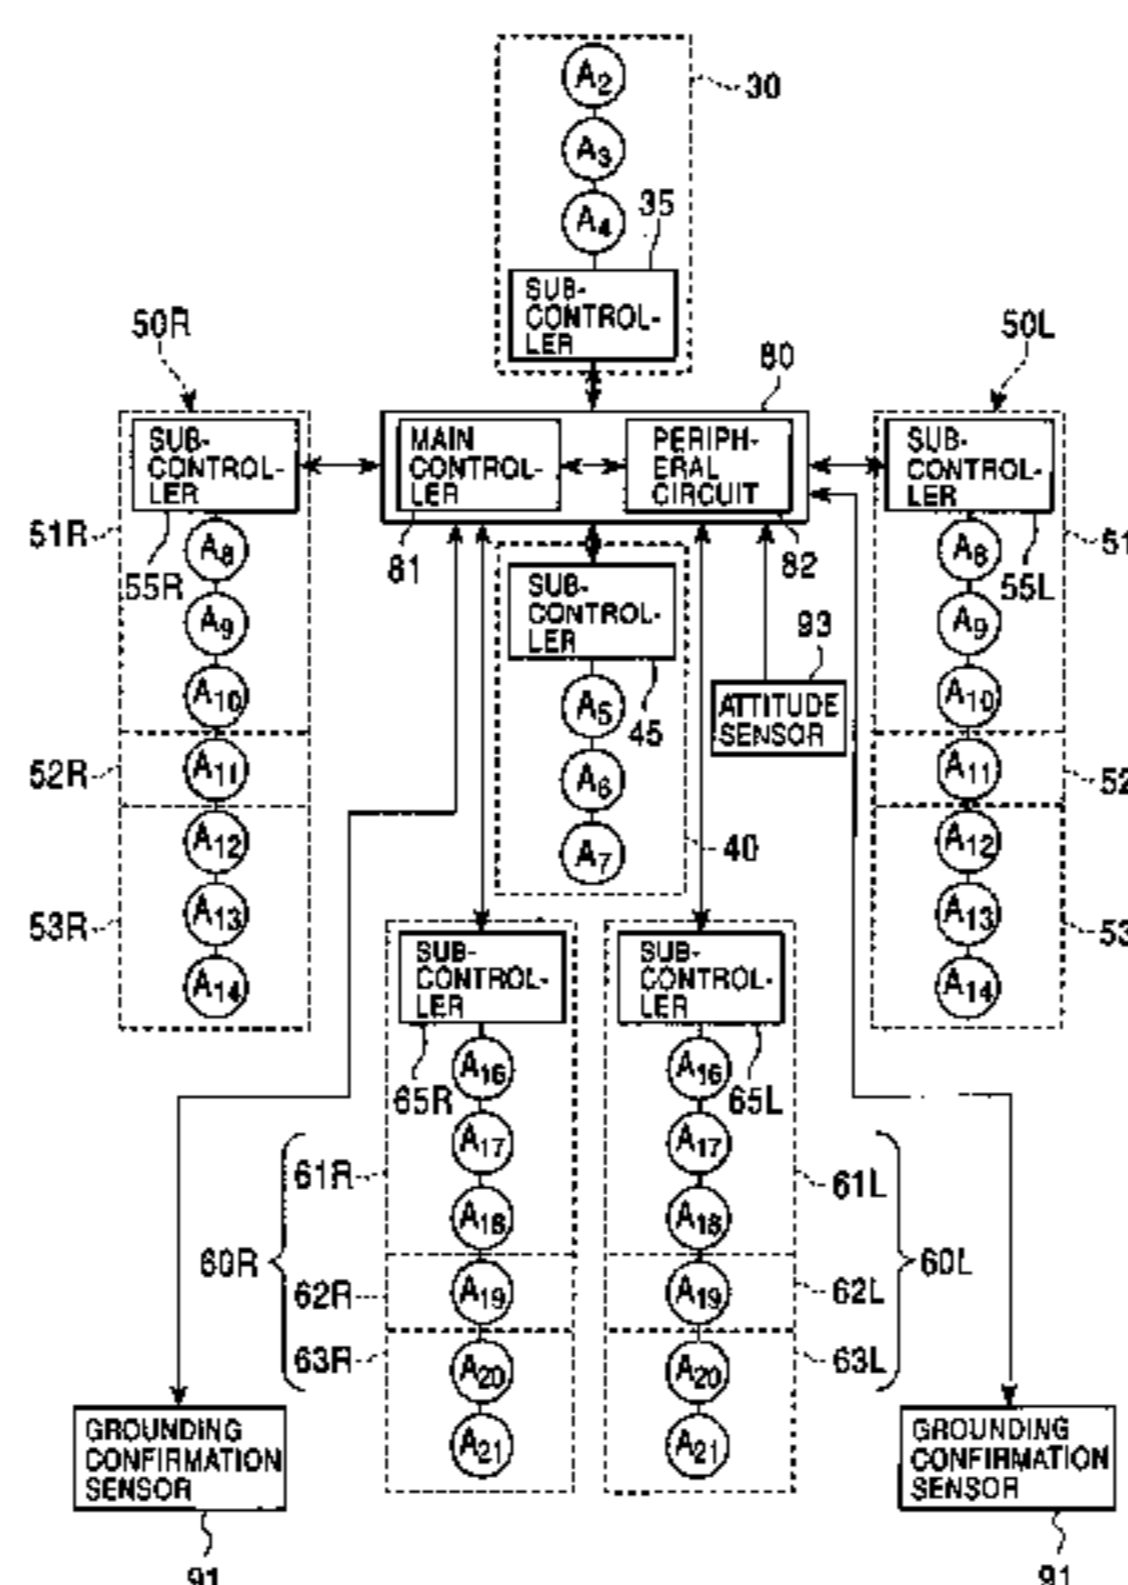 A2
30
A3
A4
35
SUB-
CONTROL-
LER
50R
50L
80
SUB-
CONTROL-
LER
MAIN
CONTROL-
LER
PERIPH-
ERAL
CIRCUIT
SUB-
CONTROL-
LER
51R
55R
81
82
55L
51
A8
A9
A10
SUB-
CONTROL-
LER
45
93
ATTITUDE
SENSOR
A8
A9
A10
A5
A6
A7
40
52R
A11
A11
52
53R
A12
A13
A14
A12
A13
A14
53
SUB-
CONTROL-
LER
SUB-
CONTROL-
LER
65R
65L
A16
A17
A18
A16
A17
A18
61R
61L
60R
60L
62R
A19
A19
62L
63R
A20
A21
A20
A21
63L
GROUNDING
CONFIRMATION
SENSOR
GROUNDING
CONFIRMATION
SENSOR
91
91